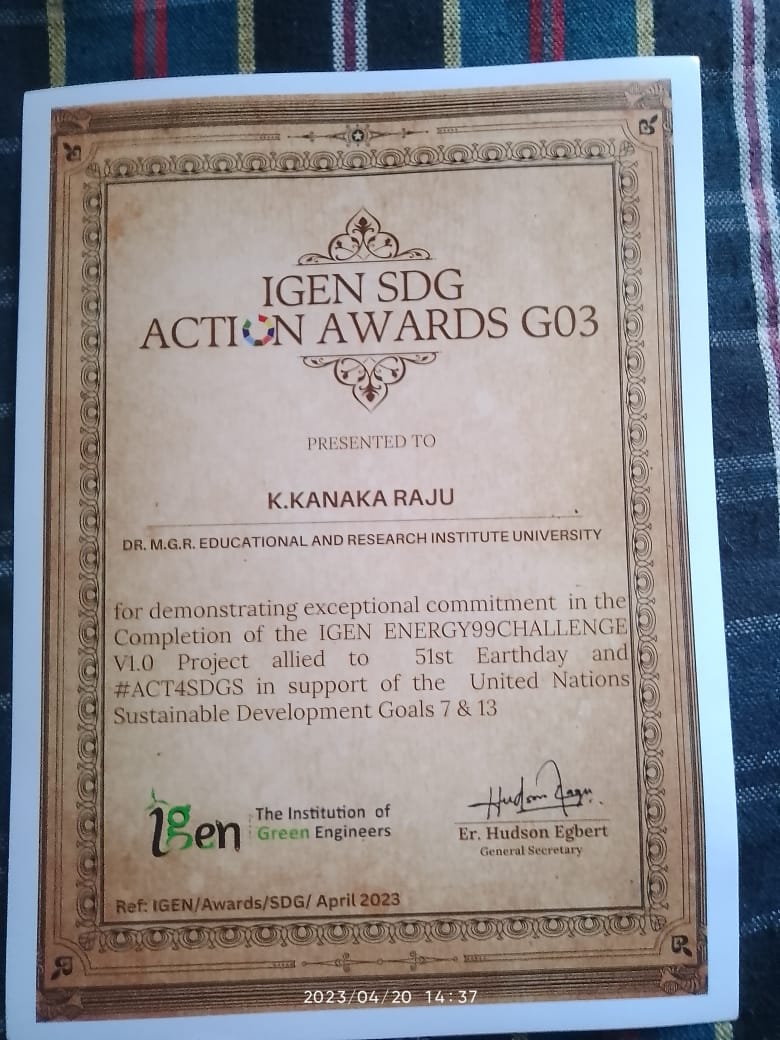 IGEN SDG
ACTION AWARDS G03
PRESENTED TO
K.KANAKA RAJU
DR. M.G.R. EDUCATIONAL AND RESEARCH INSTITUTE UNIVERSITY
for demonstrating exceptional commitment in the
Completion of the IGEN ENERGY99CHALLENGE
V1.0 Project allied to 51st Earthday and
#ACT4SDGS in support of the United Nations
Sustainable Development Goals 7 & 13
igen
The Institution of
Green Engineers
Er. Hudson Egbert
General Secretary
Ref: IGEN/Awards/SDG/ April 2023
2023/04/20 14:37